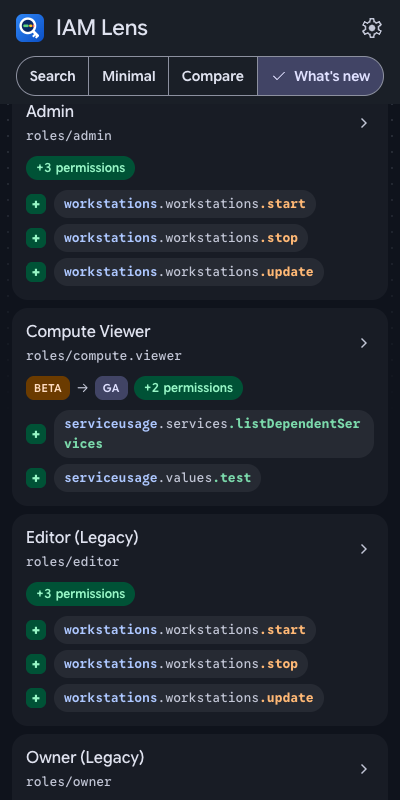 IAM Lens
Search
Minimal
Compare
What's new
Admin
roles/admin
+3 permissions
+ workstations.workstations.start
+ workstations.workstations.stop
+ workstations.workstations.update
Compute Viewer
roles/compute.viewer
BETA → GA +2 permissions
+ serviceusage.services.listDependentSer
vices
+ serviceusage.values.test
Editor (Legacy)
roles/editor
+3 permissions
+ workstations.workstations.start
+ workstations.workstations.stop
+ workstations.workstations.update
Owner (Legacy)
roles/owner